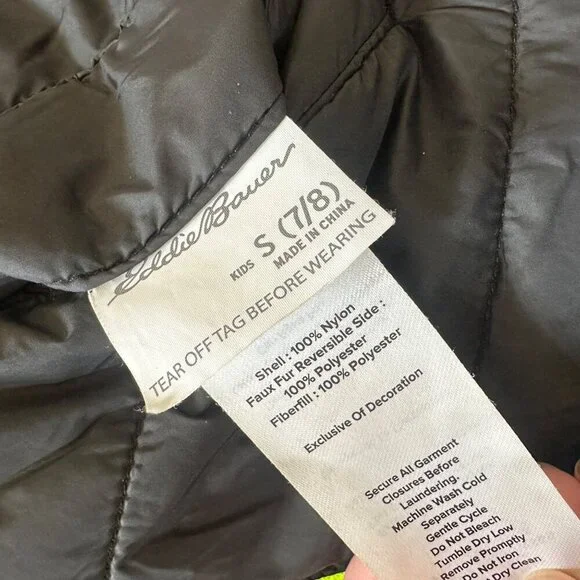 Eddie Bauer
KIDS S (7/8)
MADE IN CHINA
TEAR OFF TAG BEFORE WEARING
Shell : 100% Nylon
Faux Fur Reversible Side :
100% Polyester
Fiberfill : 100% Polyester
Exclusive Of Decoration
Secure All Garment
Closures Before
Laundering.
Machine Wash Cold
Separately
Gentle Cycle
Do Not Bleach
Tumble Dry Low
Remove Promptly
Do Not Iron
Dry Clean